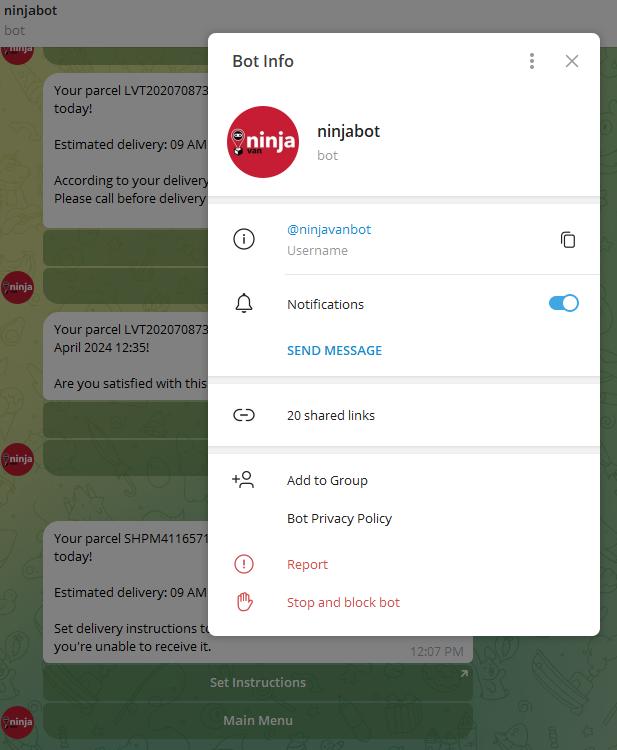 ninjabot
bot
ninja
Your parcel LVT202070873
today!
Estimated delivery: 09 AM
According to your delivery
Please call before delivery
ninja
Your parcel LVT202070873
April 2024 12:35!
Are you satisfied with this
ninja
Your parcel SHPM4116571
today!
Estimated delivery: 09 AM
Set delivery instructions to
you're unable to receive it.
12:07 PM
Set Instructions
ninja
Main Menu
Bot Info
ninja
van
ninjabot
bot
@ninjavanbot
Username
Notifications
SEND MESSAGE
20 shared links
Add to Group
Bot Privacy Policy
Report
Stop and block bot